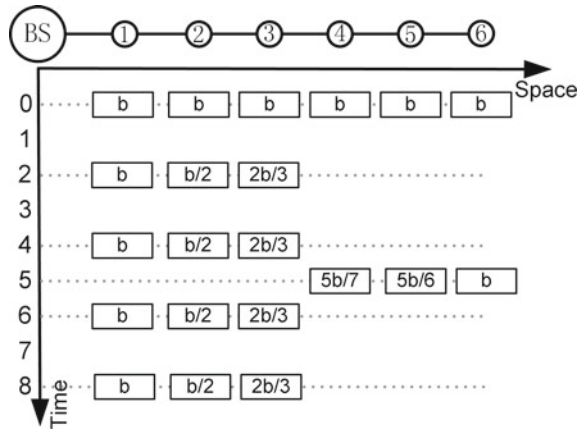 BS 1 2 3 4 5 6
Space
0 b b b b b b
1
2 b b/2 2b/3
3
4 b b/2 2b/3
5 5b/7 5b/6 b
6 b b/2 2b/3
7
8 b b/2 2b/3
Time